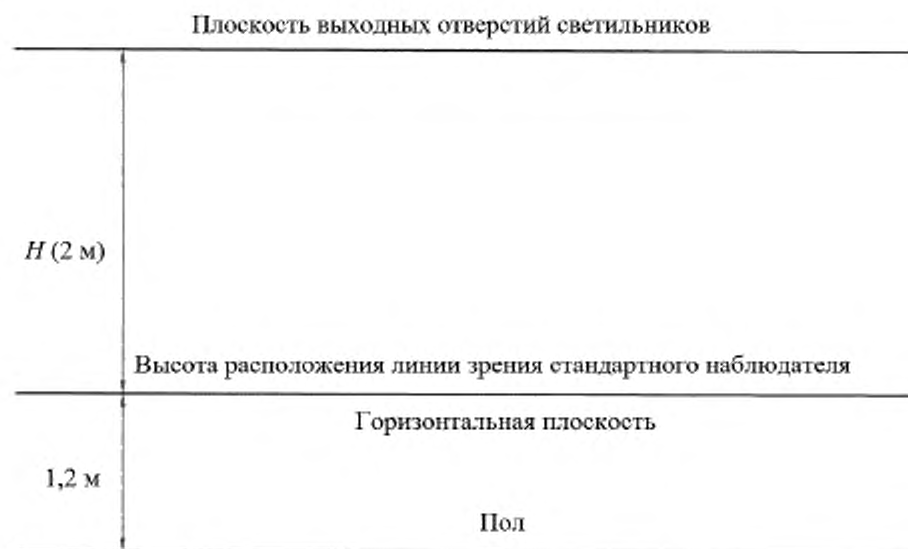 Плоскость выходных отверстий светильников
H (2 м)
Высота расположения линии зрения стандартного наблюдателя
Горизонтальная плоскость
1,2 м
Пол